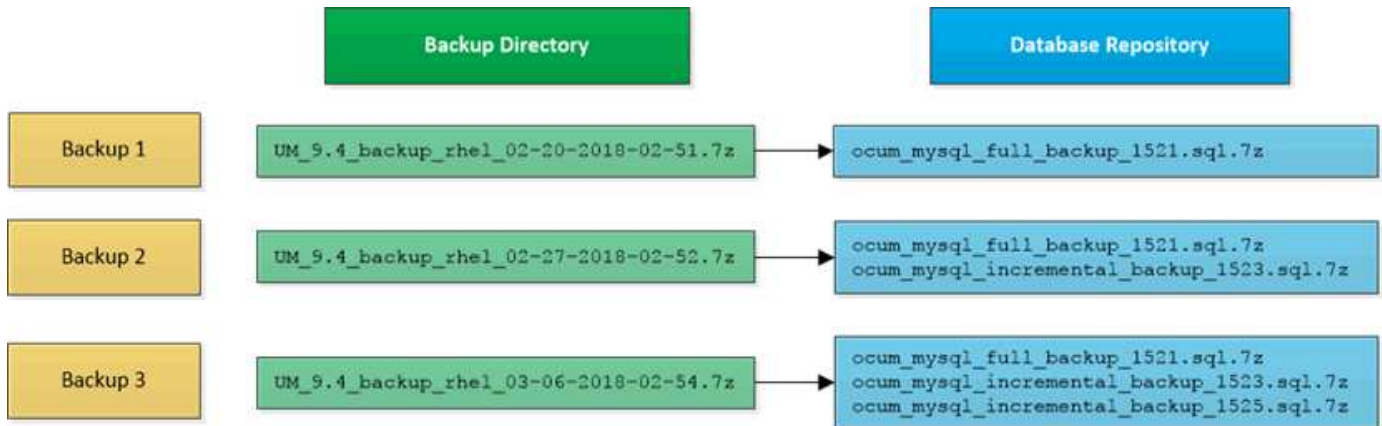 Backup Directory
Database Repository
Backup 1
UM_9.4_backup_rhel_02-20-2018-02-51.7z
ocum_mysql_full_backup_1521.sql.7z
Backup 2
UM_9.4_backup_rhel_02-27-2018-02-52.7z
ocum_mysql_full_backup_1521.sql.7z
ocum_mysql_incremental_backup_1523.sql.7z
Backup 3
UM_9.4_backup_rhel_03-06-2018-02-54.7z
ocum_mysql_full_backup_1521.sql.7z
ocum_mysql_incremental_backup_1523.sql.7z
ocum_mysql_incremental_backup_1525.sql.7z